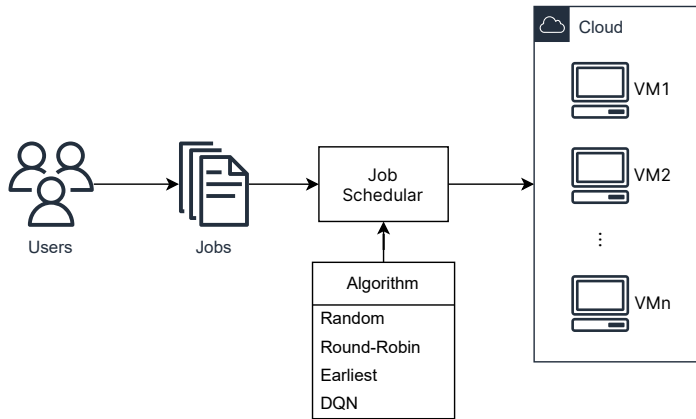 Cloud
VM1
VM2
⋮
VMn
Users
Jobs
Job
Schedular
Algorithm
Random
Round-Robin
Earliest
DQN